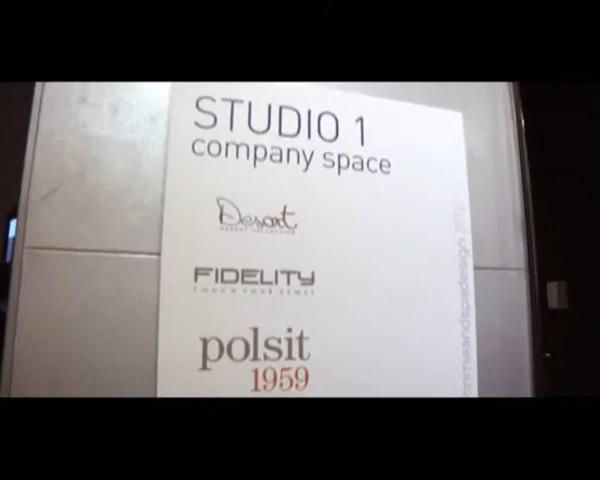 STUDIO 1
company space
Desart
FIDELITY
TOUCH YOUR SENSE
polsit
1959